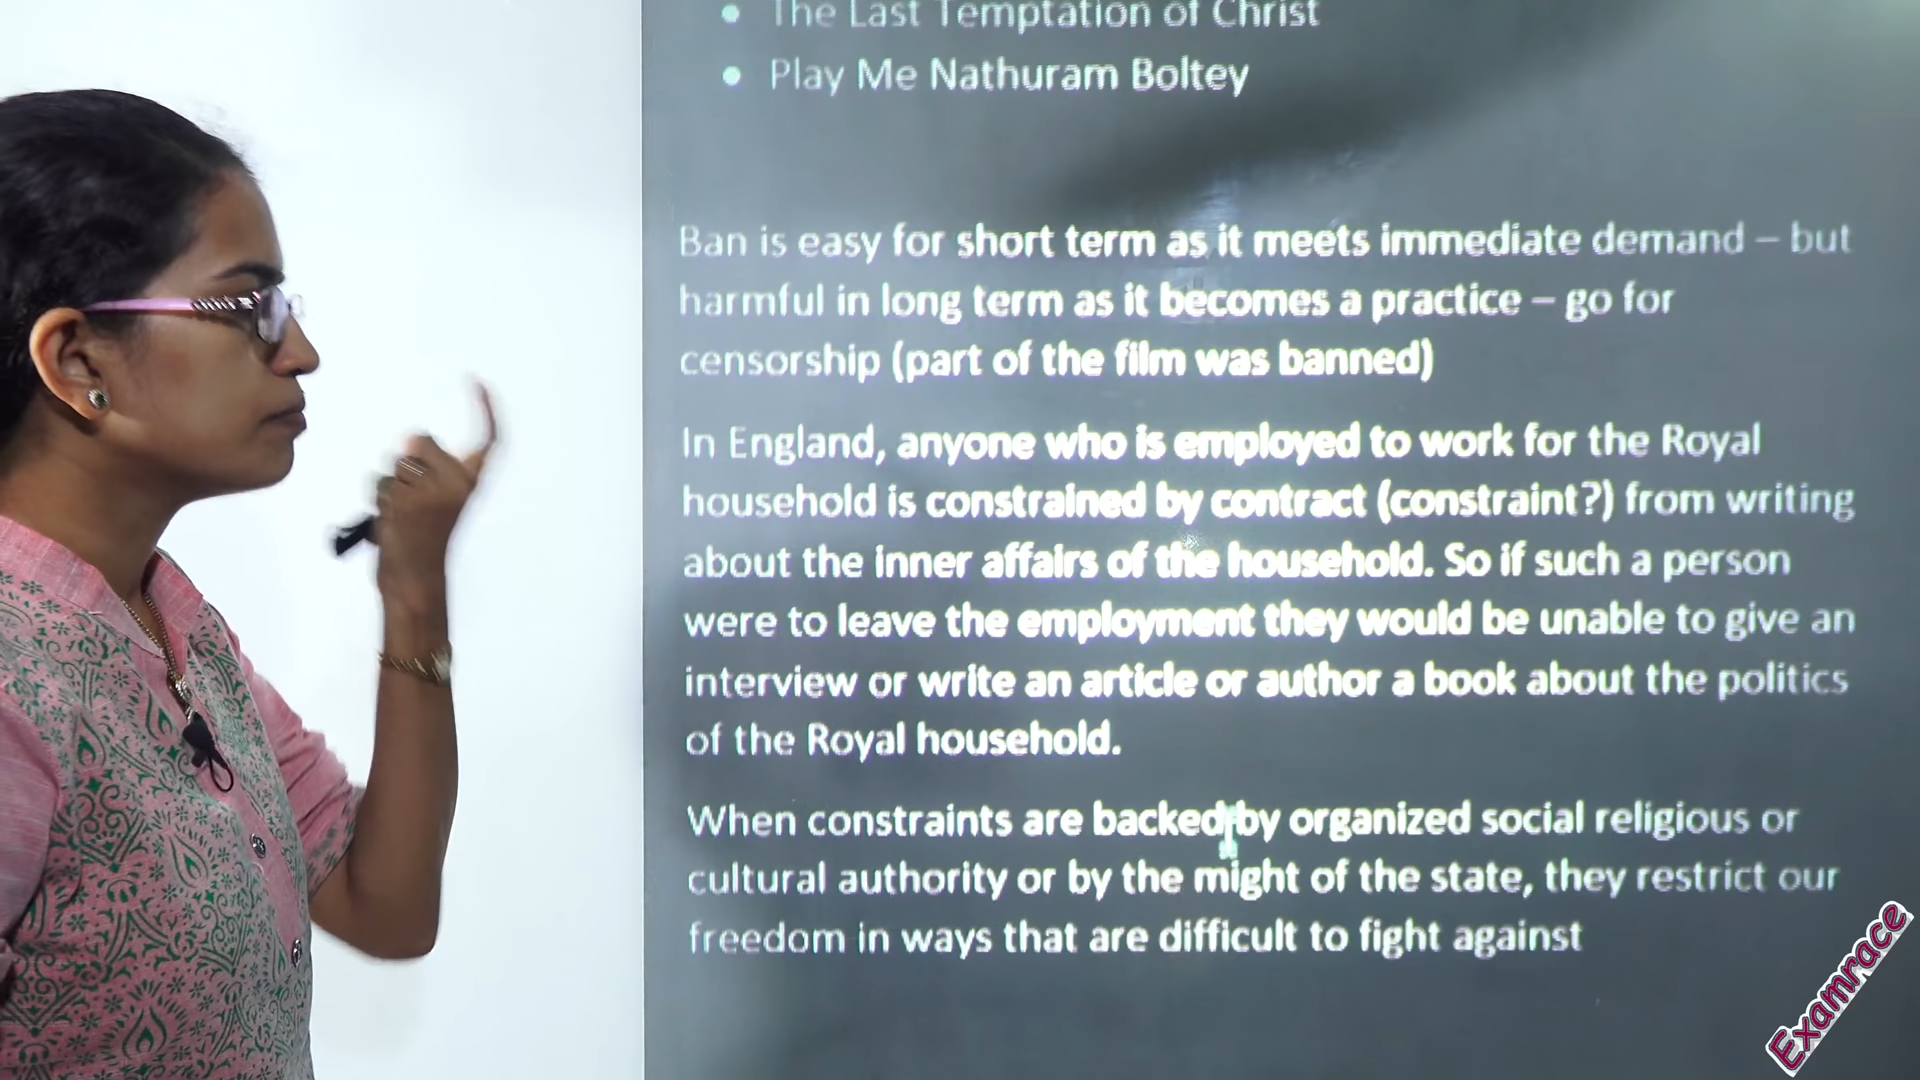 The Last Temptation of Christ
Play Me Nathuram Boltey
Ban is easy for short term as it meets immediate demand – but
harmful in long term as it becomes a practice – go for
censorship (part of the film was banned)
In England, anyone who is employed to work for the Royal
household is constrained by contract (constraint?) from writing
about the inner affairs of the household. So if such a person
were to leave the employment they would be unable to give an
interview or write an article or author a book about the politics
of the Royal household.
When constraints are backed by organized social religious or
cultural authority or by the might of the state, they restrict our
freedom in ways that are difficult to fight against
Examrace